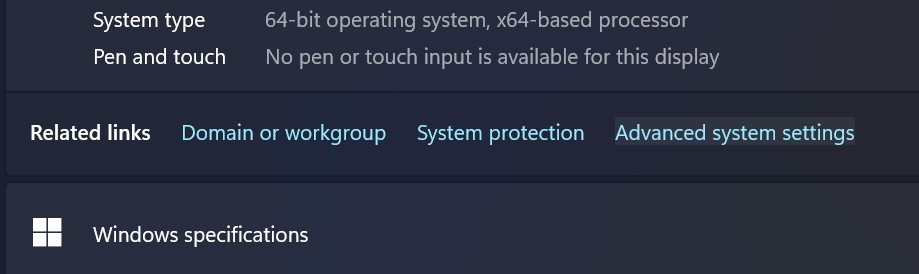 System type 64-bit operating system, x64-based processor
Pen and touch No pen or touch input is available for this display
Related links Domain or workgroup System protection Advanced system settings
Windows specifications